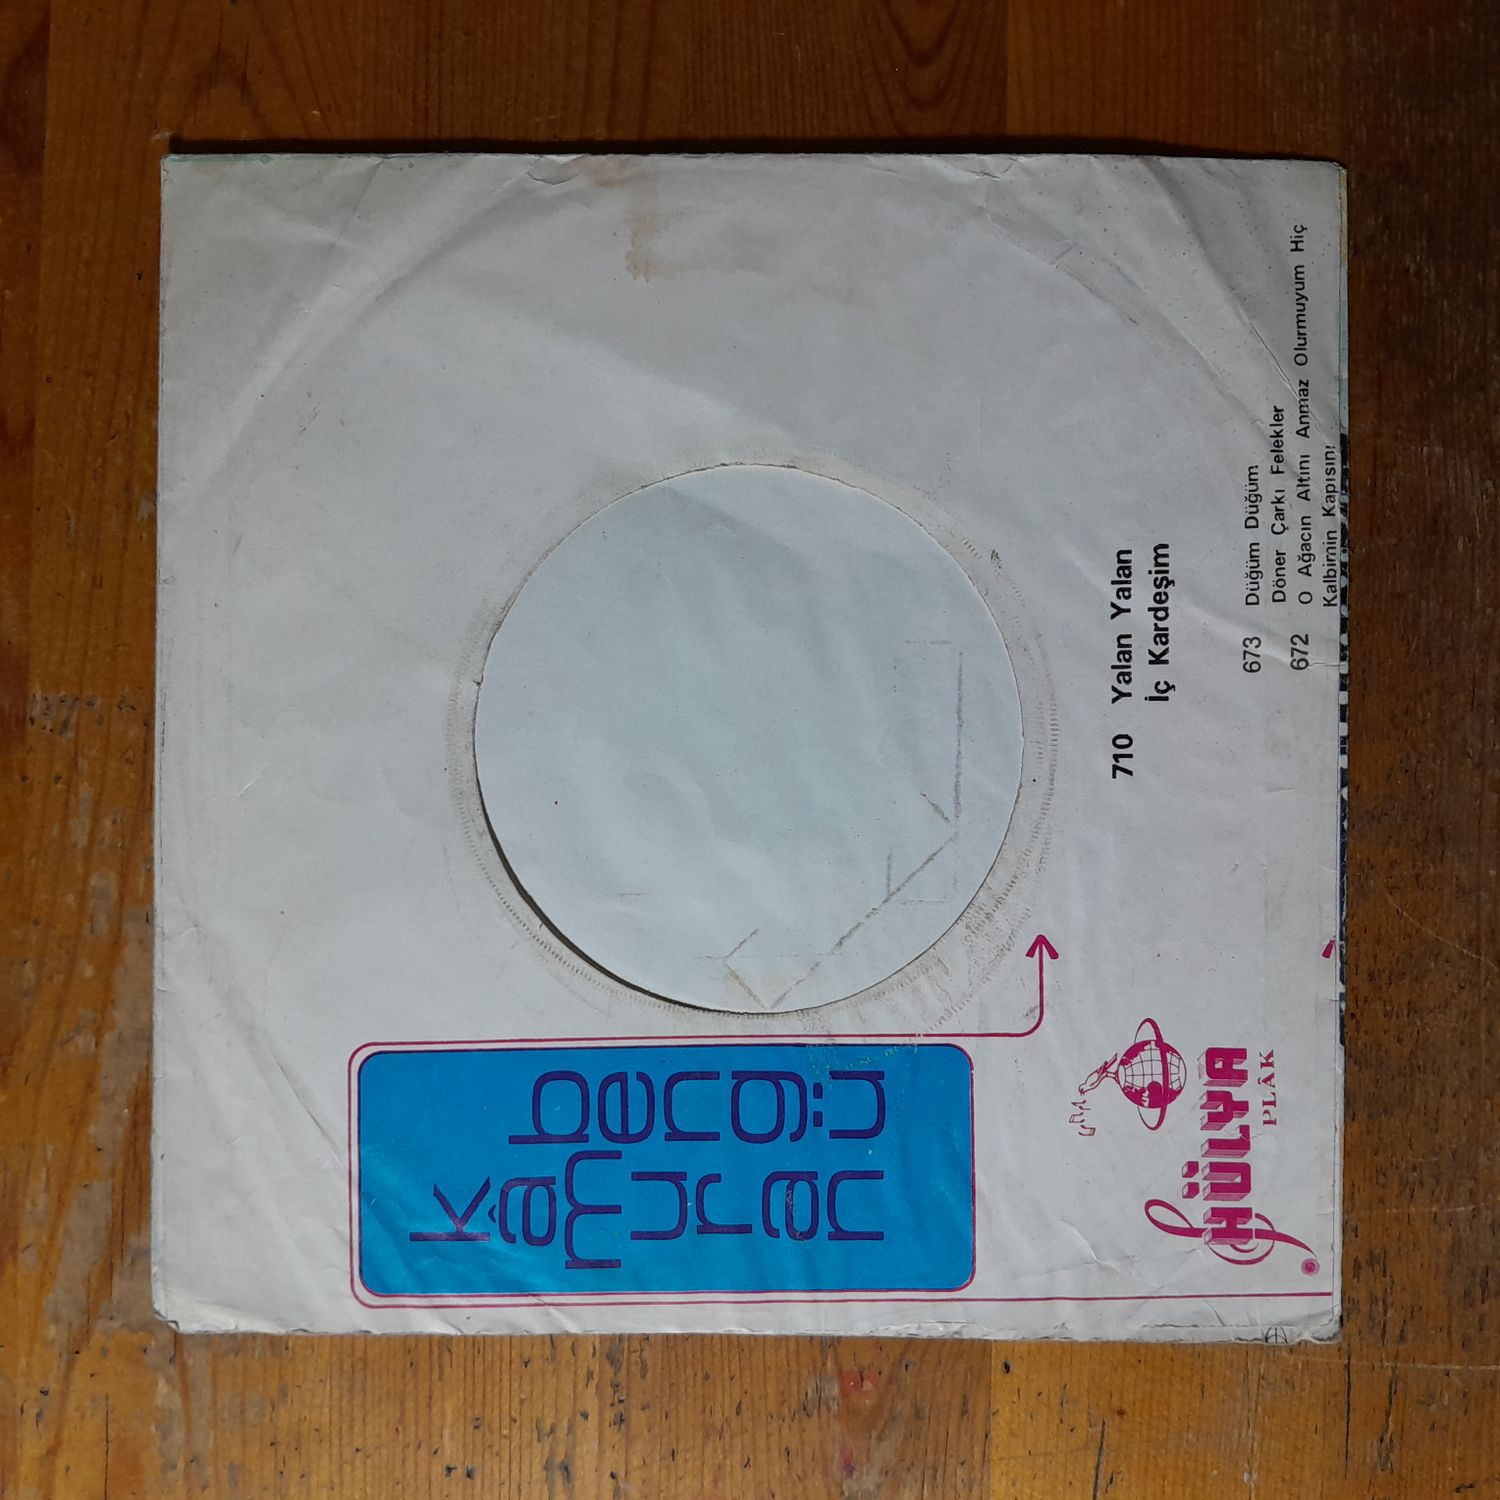 kâmuran
bengü
710 Yalan Yalan
İç Kardeşim
HÜLYA
PLÂK
673 Düğüm Düğüm
Döner Çarkı Felekler
672 O Ağacın Altını Anmaz Olurmuyum Hiç
Kalbimin Kapısını